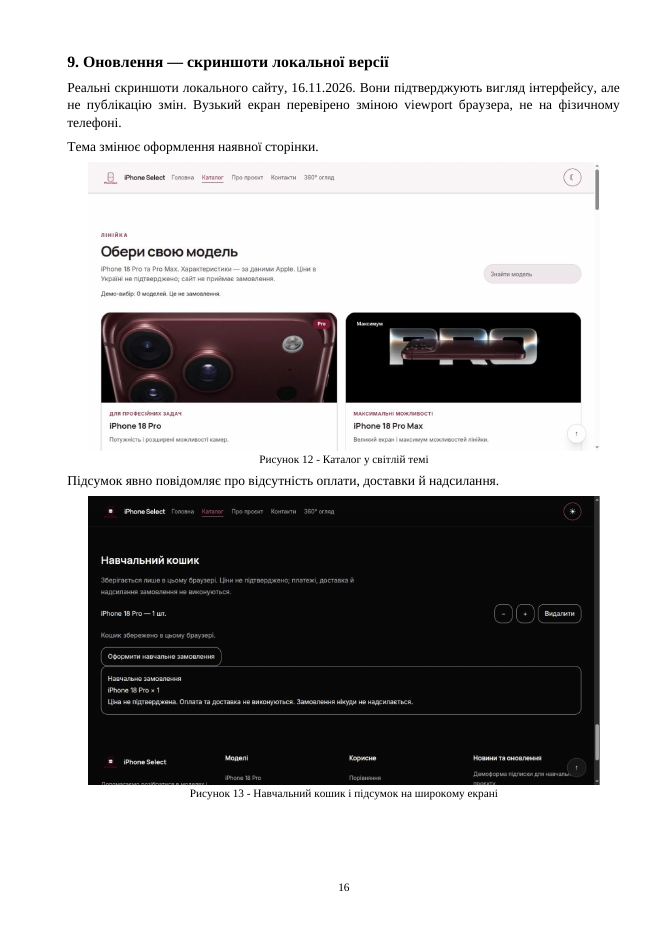 9. Оновлення — скриншоти локальної версії
Реальні скриншоти локального сайту, 16.11.2026. Вони підтверджують вигляд інтерфейсу, але
не публікацію змін. Вузький екран перевірено зміною viewport браузера, не на фізичному
телефоні.
Тема змінює оформлення наявної сторінки.
iPhone Select Головна Каталог Про проєкт Контакти 360° огляд
ЛІНІЙКА
Обери свою модель
iPhone 18 Pro та Pro Max. Характеристики — за даними Apple. Ціни в
Україні не підтверджено; сайт не приймає замовлення.
Знайти модель
Демо-вибір: 0 моделей. Це не замовлення.
Pro
Максимум
PRO
ДЛЯ ПРОФЕСІЙНИХ ЗАДАЧ
iPhone 18 Pro
Потужність і розширені можливості камер.
МАКСИМАЛЬНІ МОЖЛИВОСТІ
iPhone 18 Pro Max
Великий екран і максимум можливостей лінійки.
↑
Рисунок 12 - Каталог у світлій темі
Підсумок явно повідомляє про відсутність оплати, доставки й надсилання.
iPhone Select Головна Каталог Про проєкт Контакти 360° огляд
Навчальний кошик
Зберігається лише в цьому браузері. Ціни не підтверджено; платежі, доставка й
надсилання замовлення не виконуються.
iPhone 18 Pro — 1 шт. − + Видалити
Кошик збережено в цьому браузері.
Оформити навчальне замовлення
Навчальне замовлення
iPhone 18 Pro × 1
Ціна не підтверджена. Оплата та доставка не виконуються. Замовлення нікуди не надсилається.
iPhone Select
Моделі
iPhone 18 Pro
Корисне
Порівняння
Новини та оновлення
Демоформа підписки для навчаль
↑
Рисунок 13 - Навчальний кошик і підсумок на широкому екрані
16